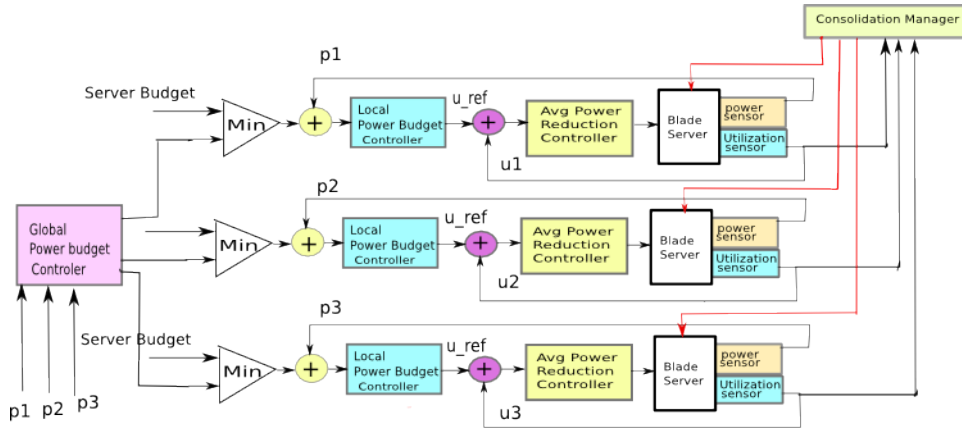 Consolidation Manager
p1
Server Budget
Min
+
Local
Power Budget
Controller
u_ref
+
Avg Power
Reduction
Controller
Blade
Server
power
sensor
Utilization
sensor
u1
p2
Global
Power budget
Controler
Min
+
Local
Power Budget
Controller
u_ref
+
Avg Power
Reduction
Controller
Blade
Server
power
sensor
Utilization
sensor
u2
p3
Server Budget
Min
+
Local
Power Budget
Controller
u_ref
+
Avg Power
Reduction
Controller
Blade
Server
power
sensor
Utilization
sensor
u3
p1 p2 p3